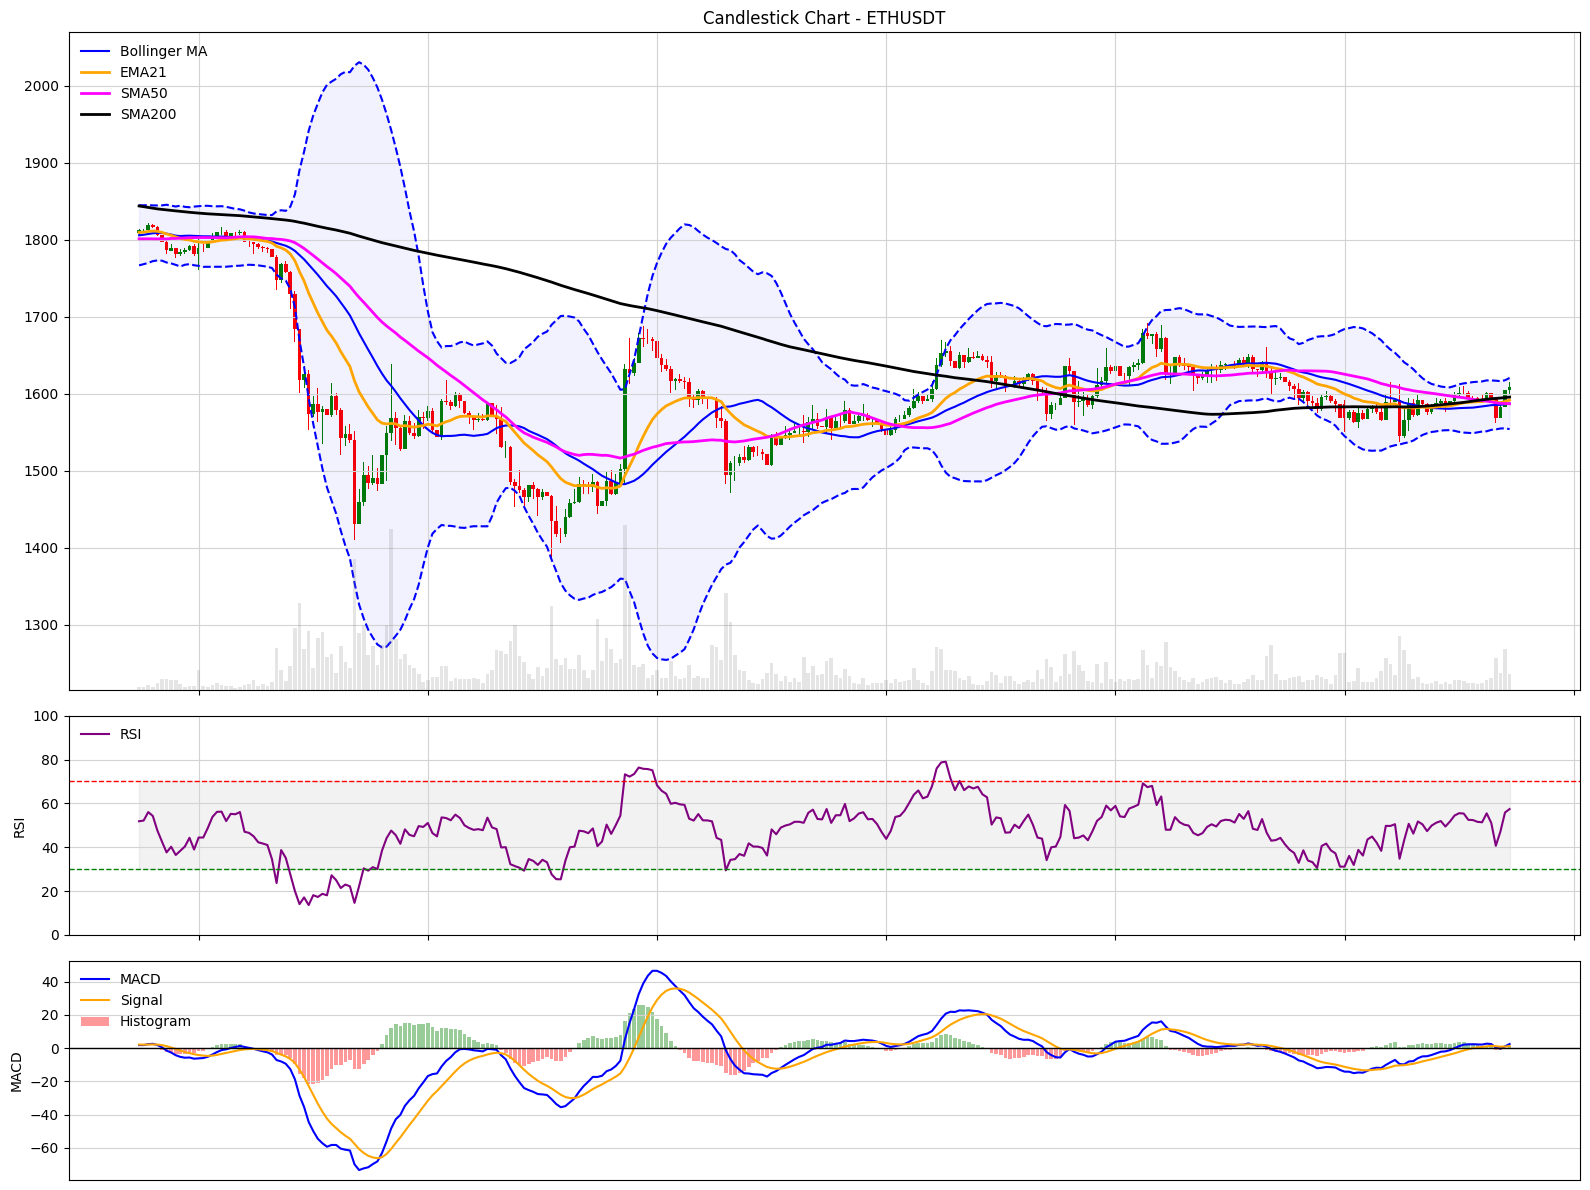 Candlestick Chart - ETHUSDT
Bollinger MA
EMA21
SMA50
SMA200
2000
1900
1800
1700
1600
1500
1400
1300
RSI
100
80
60
40
20
0
RSI
MACD
Signal
Histogram
40
20
0
−20
−40
−60
MACD